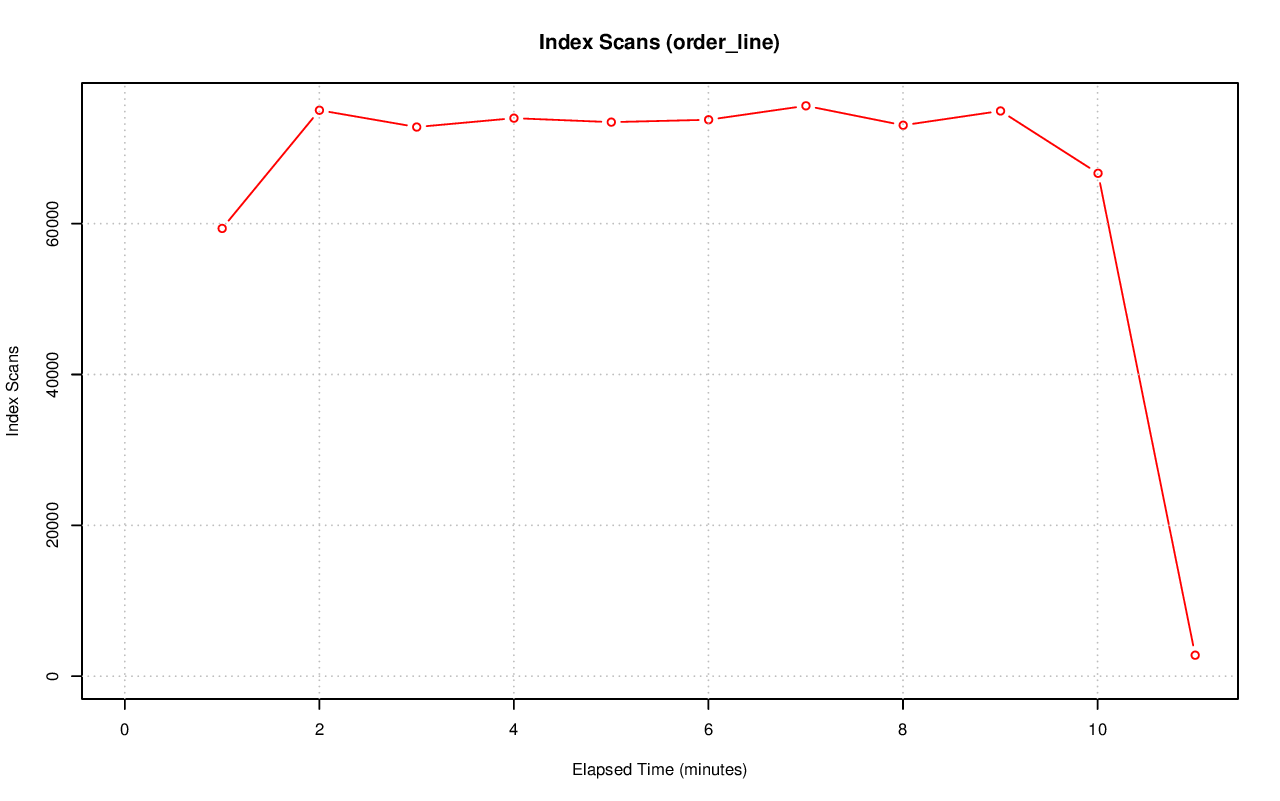 Index Scans (order_line)
Index Scans
60000
40000
20000
0
0 2 4 6 8 10
Elapsed Time (minutes)